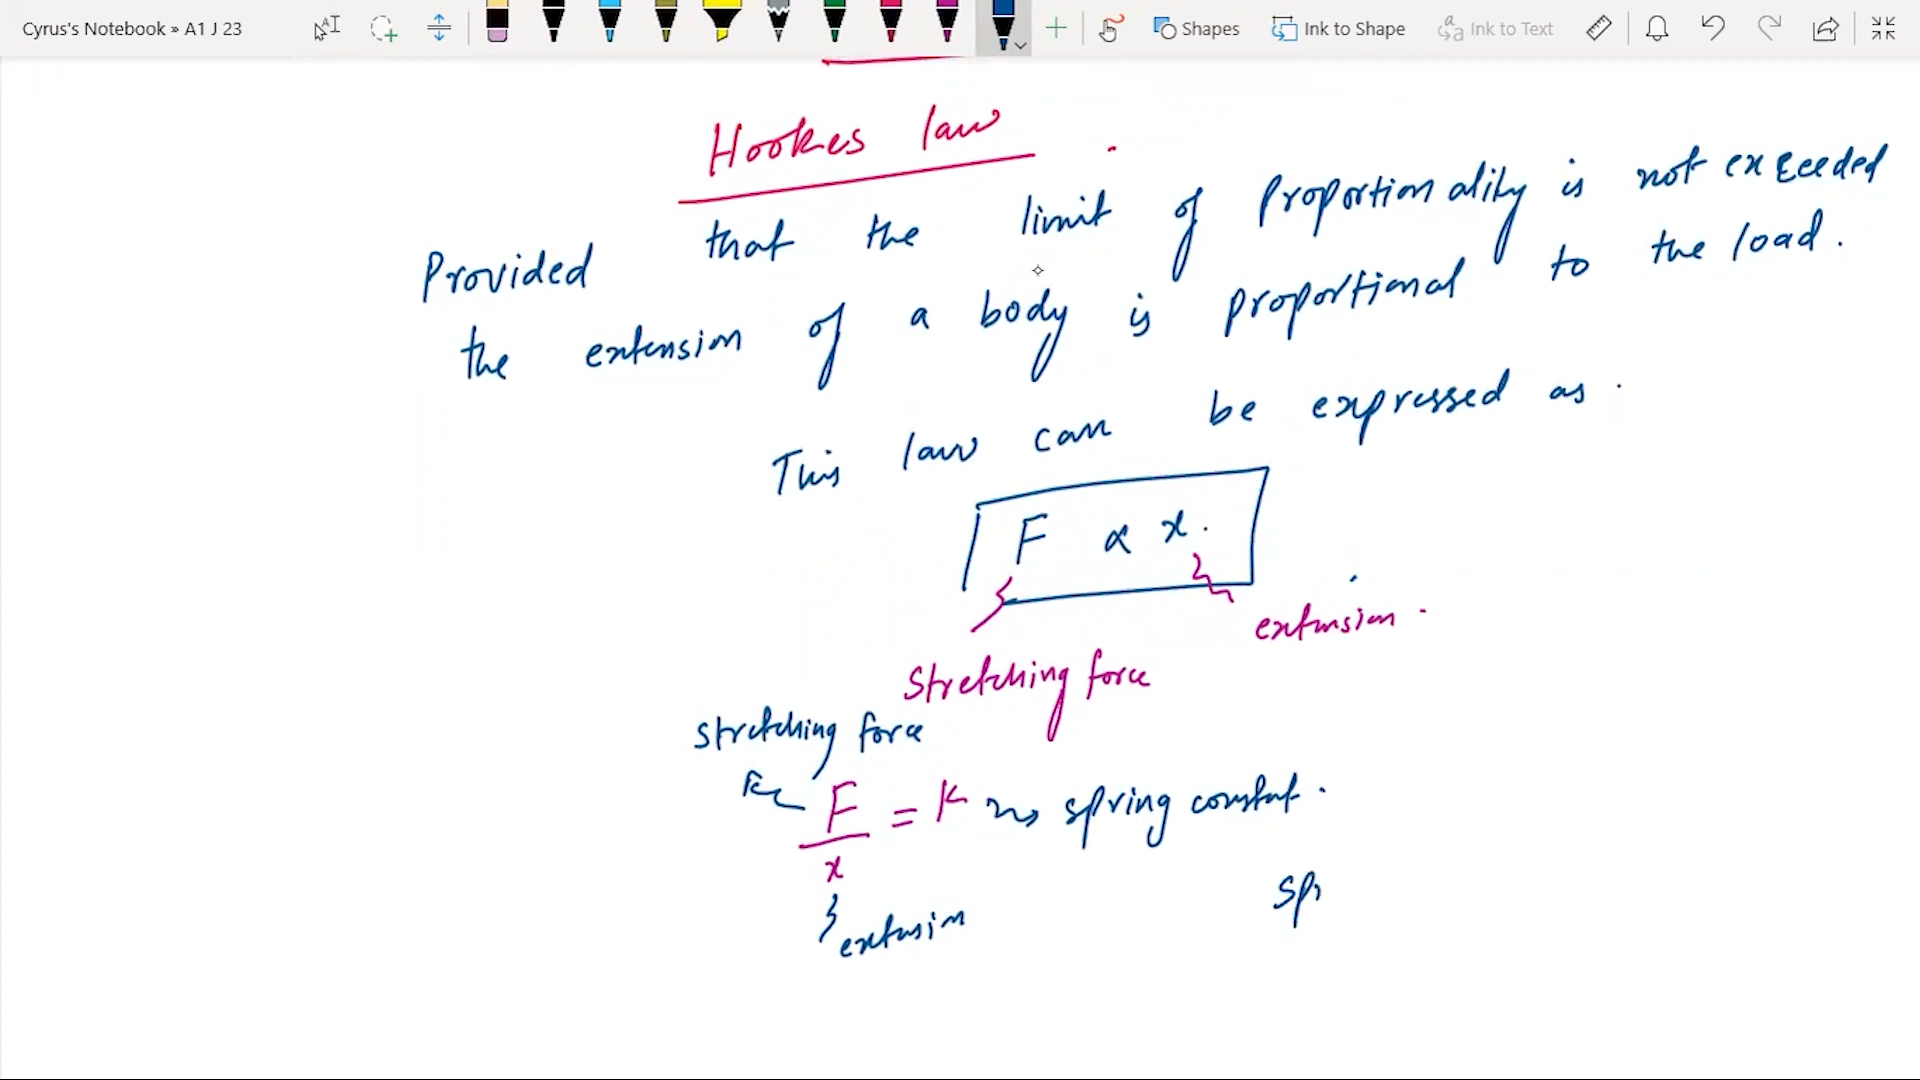 Cyrus's Notebook » A1 J 23
Shapes
Ink to Shape
Ink to Text
Hookes law
Provided that the limit of proportionality is not exceeded
the extension of a body is proportional to the load.
This law can be expressed as
F ∝ x.
extension.
Stretching force
stretching force
F/x = K spring constant.
extension
Spr